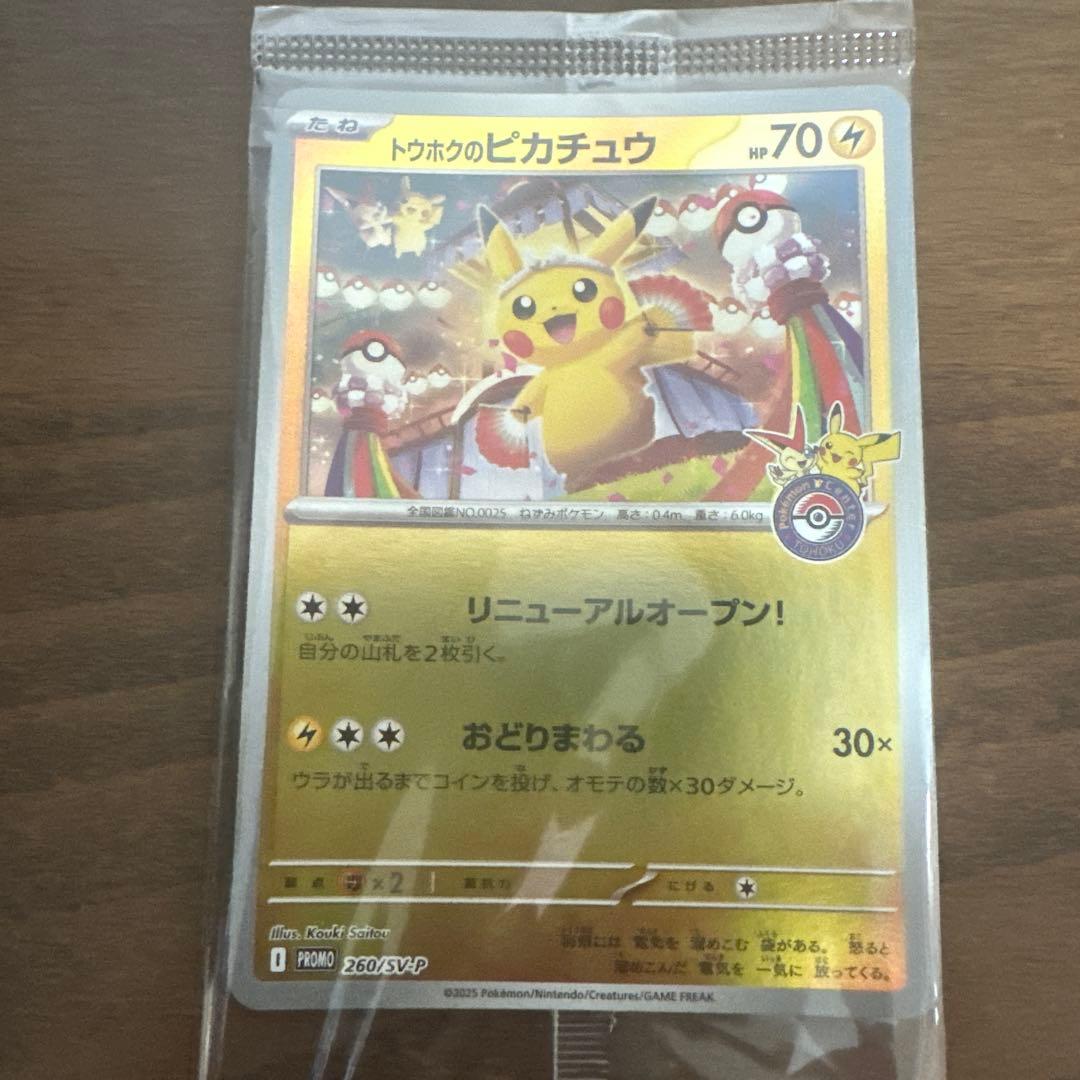 たね
トウホクのピカチュウ
HP 70
Pokémon Center
TOHOKU
全国図鑑NO.0025 ねずみポケモン 高さ:0.4m 重さ:6.0kg
リニューアルオープン!
自分の山札を2枚引く。
おどりまわる 30×
ウラが出るまでコインを投げ、オモテの数×30ダメージ。
弱点 ×2 抵抗力 にげる
Illus. Kouki Saitou
には 電気を 溜めこむ 袋がある。 怒ると
溜めこんだ 電気を 一気に 放ってくる。
I PROMO 260/SV-P
©2025 Pokémon/Nintendo/Creatures/GAME FREAK